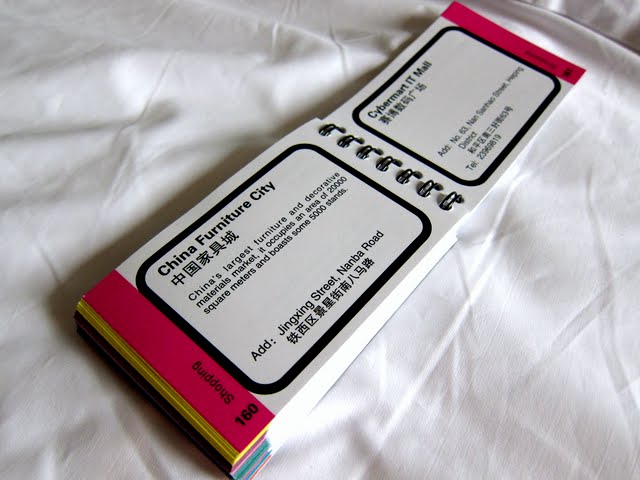 China Furniture City
中国家具城
China's largest furniture and decorative
materials market, it occupies an area of 20000
square meters and boasts some 5000 stands.
Add: Jingxing Street, Nanba Road
铁西区景星街南八马路
Shopping
160
Cybermart IT Mall
赛博数码广场
Add: No. 63, Nan Sanhao Street, Heping
District
和平区南三好街63号
Tel: 23969819
Shopping